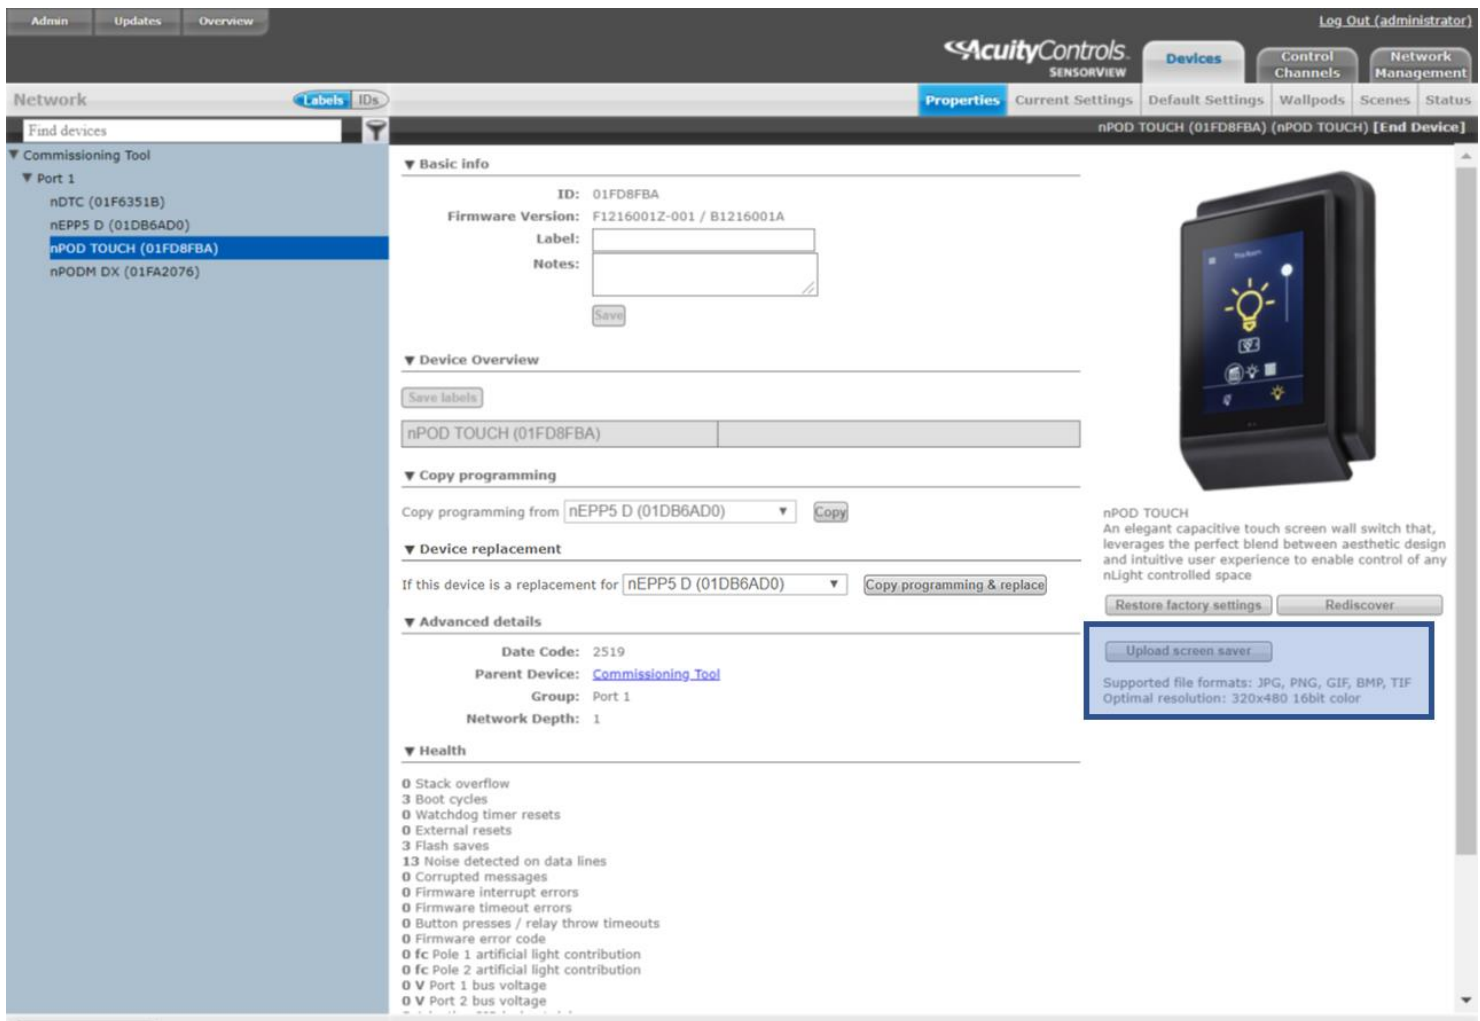 Admin Updates Overview
Log Out (administrator)
AcuityControls
SENSORVIEW
Devices
Control Channels
Network Management
Network Labels IDs
Properties Current Settings Default Settings Wallpods Scenes Status
Find devices
nPOD TOUCH (01FD8FBA) (nPOD TOUCH) [End Device]
Commissioning Tool
Port 1
nDTC (01F6351B)
nEPP5 D (01DB6AD0)
nPOD TOUCH (01FD8FBA)
nPODM DX (01FA2076)
Basic info
ID: 01FD8FBA
Firmware Version: F1216001Z-001 / B1216001A
Label:
Notes:
Save
Device Overview
Save labels
nPOD TOUCH (01FD8FBA)
Copy programming
Copy programming from nEPP5 D (01DB6AD0) Copy
Device replacement
If this device is a replacement for nEPP5 D (01DB6AD0) Copy programming & replace
Advanced details
Date Code: 2519
Parent Device: Commissioning Tool
Group: Port 1
Network Depth: 1
Health
0 Stack overflow
3 Boot cycles
0 Watchdog timer resets
0 External resets
3 Flash saves
13 Noise detected on data lines
0 Corrupted messages
0 Firmware interrupt errors
0 Firmware timeout errors
0 Button presses / relay throw timeouts
0 Firmware error code
0 fc Pole 1 artificial light contribution
0 fc Pole 2 artificial light contribution
0 V Port 1 bus voltage
0 V Port 2 bus voltage
nPOD TOUCH
An elegant capacitive touch screen wall switch that,
leverages the perfect blend between aesthetic design
and intuitive user experience to enable control of any
nLight controlled space
Restore factory settings Rediscover
Upload screen saver
Supported file formats: JPG, PNG, GIF, BMP, TIF
Optimal resolution: 320x480 16bit color